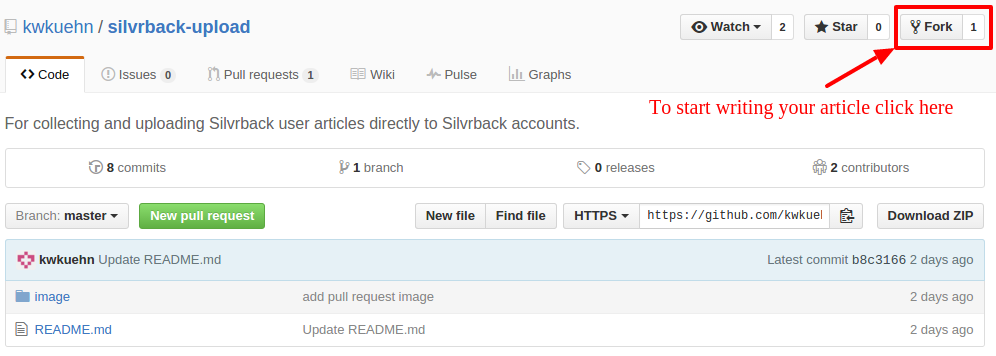 kwkuehn / silvrback-upload
Watch 2 Star 0 Fork 1
Code Issues 0 Pull requests 1 Wiki Pulse Graphs
To start writing your article click here
For collecting and uploading Silvrback user articles directly to Silvrback accounts.
8 commits 1 branch 0 releases 2 contributors
Branch: master New pull request New file Find file HTTPS https://github.com/kwkueh Download ZIP
kwkuehn Update README.md Latest commit b8c3166 2 days ago
image add pull request image 2 days ago
README.md Update README.md 2 days ago